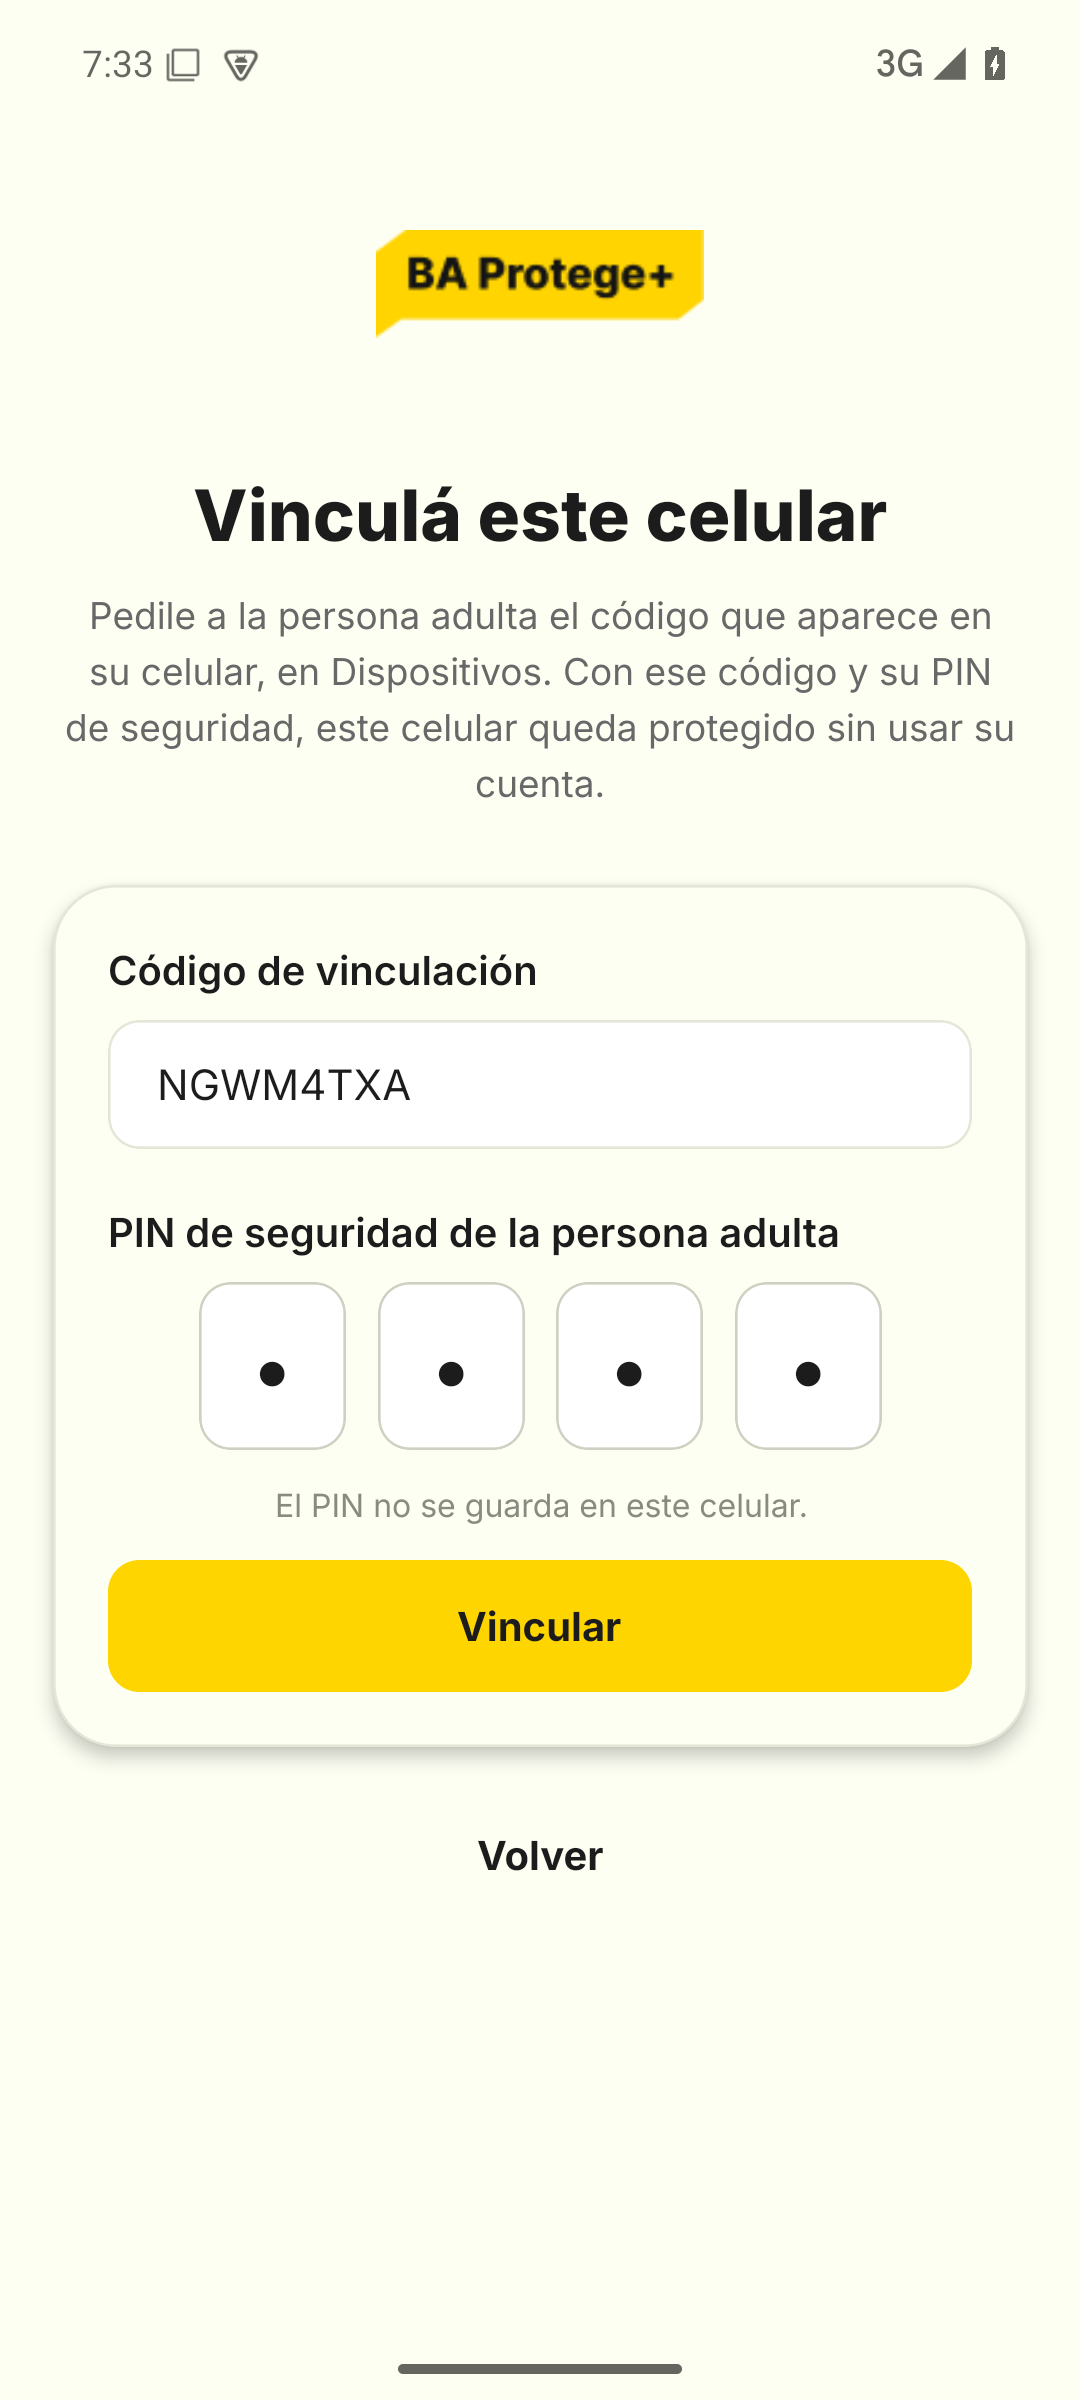 7:33
3G
BA Protege+
Vinculá este celular
Pedile a la persona adulta el código que aparece en
su celular, en Dispositivos. Con ese código y su PIN
de seguridad, este celular queda protegido sin usar su
cuenta.
Código de vinculación
NGWM4TXA
PIN de seguridad de la persona adulta
El PIN no se guarda en este celular.
Vincular
Volver